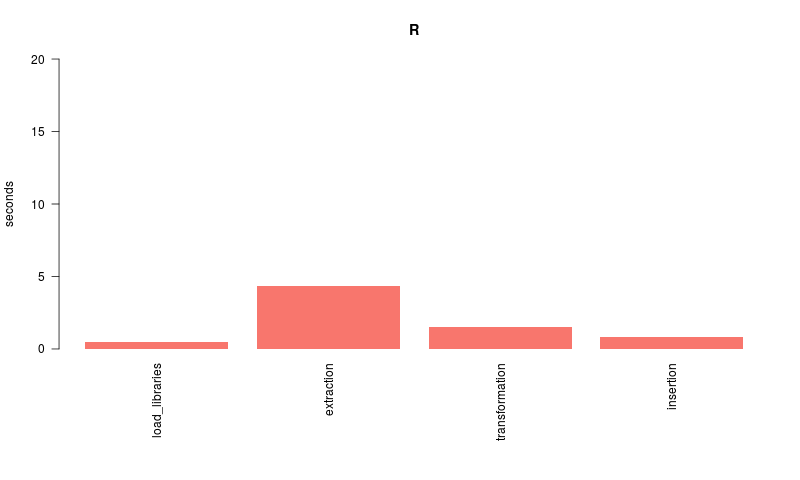 R
seconds
20
15
10
5
0
load_libraries
extraction
transformation
insertion